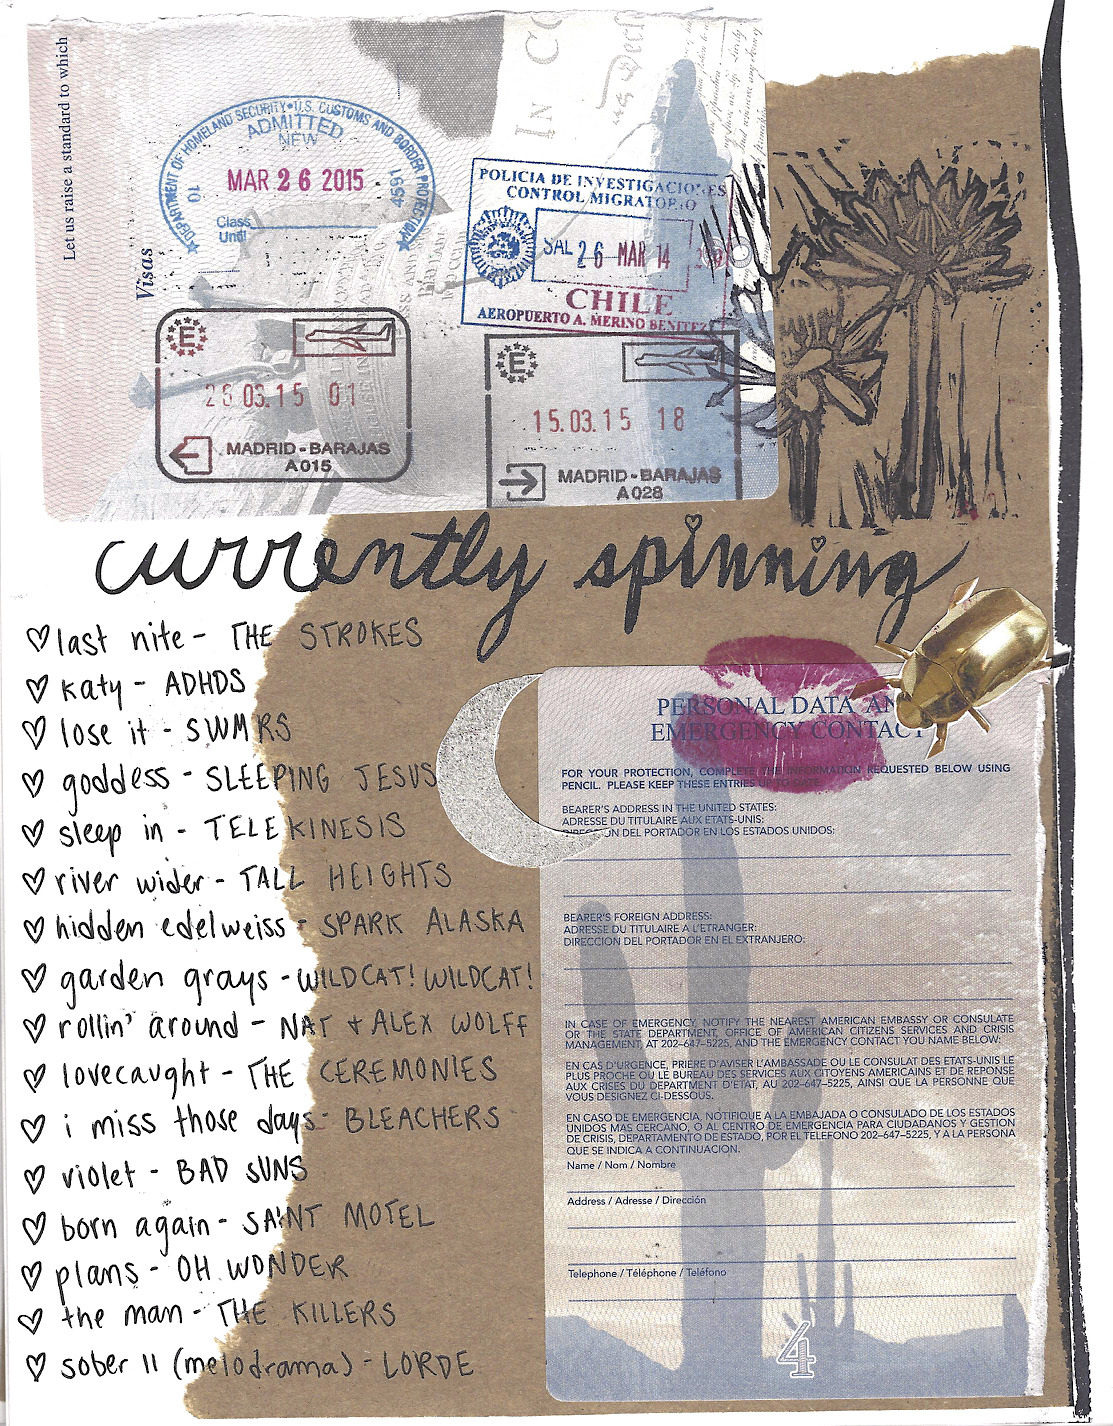 Let us raise a standard to which
Visas
IN CO
DEPARTMENT OF HOMELAND SECURITY • U.S. CUSTOMS AND BORDER PROTECTION
ADMITTED
NEW
MAR 26 2015
10
4591
Class
Until
POLICIA DE INVESTIGACIONES
CONTROL MIGRATORIO
SAL 26 MAR 14
CHILE
AEROPUERTO A. MERINO BENITEZ
E
26.03.15 01
MADRID-BARAJAS
A015
E
15.03.15 18
MADRID-BARAJAS
A028
currently spinning
♡ last nite - THE STROKES
♡ katy - ADHDS
♡ lose it - SWMRS
♡ goddess - SLEEPING JESUS
♡ sleep in - TELEKINESIS
♡ river wider - TALL HEIGHTS
♡ hidden edelweiss - SPARK ALASKA
♡ garden grays - WILDCAT! WILDCAT!
♡ rollin' around - NAT + ALEX WOLFF
♡ lovecaught - THE CEREMONIES
♡ i miss those days - BLEACHERS
♡ violet - BAD SUNS
♡ born again - SAINT MOTEL
♡ plans - OH WONDER
♡ the man - THE KILLERS
♡ sober II (melodrama) - LORDE
PERSONAL DATA AN
EMERGENCY CONTACT
FOR YOUR PROTECTION, COMPLETE THE INFORMATION REQUESTED BELOW USING
PENCIL. PLEASE KEEP THESE ENTRIES
BEARER'S ADDRESS IN THE UNITED STATES:
ADRESSE DU TITULAIRE AUX ETATS-UNIS:
DIRECCION DEL PORTADOR EN LOS ESTADOS UNIDOS:
BEARER'S FOREIGN ADDRESS:
ADRESSE DU TITULAIRE A L'ETRANGER:
DIRECCION DEL PORTADOR EN EL EXTRANJERO:
IN CASE OF EMERGENCY, NOTIFY THE NEAREST AMERICAN EMBASSY OR CONSULATE
OR THE STATE DEPARTMENT, OFFICE OF AMERICAN CITIZENS SERVICES AND CRISIS
MANAGEMENT, AT 202-647-5225, AND THE EMERGENCY CONTACT YOU NAME BELOW:
EN CAS D'URGENCE, PRIERE D'AVISER L'AMBASSADE OU LE CONSULAT DES ETATS-UNIS LE
PLUS PROCHE OU LE BUREAU DES SERVICES AUX CITOYENS AMERICAINS ET DE REPONSE
AUX CRISES DU DEPARTMENT D'ETAT, AU 202-647-5225, AINSI QUE LA PERSONNE QUE
VOUS DESIGNEZ CI-DESSOUS.
EN CASO DE EMERGENCIA, NOTIFIQUE A LA EMBAJADA O CONSULADO DE LOS ESTADOS
UNIDOS MAS CERCANO, O AL CENTRO DE EMERGENCIA PARA CIUDADANOS Y GESTION
DE CRISIS, DEPARTAMENTO DE ESTADO, POR EL TELEFONO 202-647-5225, Y A LA PERSONA
QUE SE INDICA A CONTINUACION.
Name / Nom / Nombre
Address / Adresse / Dirección
Telephone / Téléphone / Teléfono
4